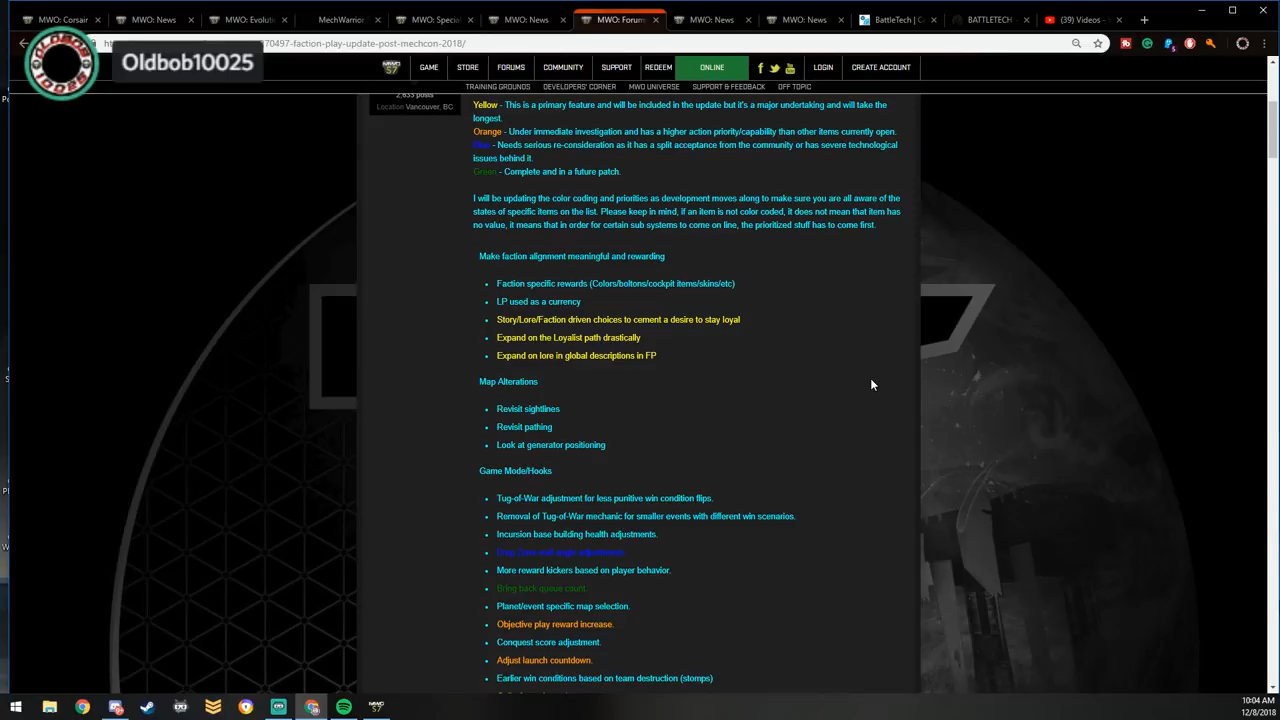 MWO: Corsair
MWO: News
MWO: Evolutic
MechWarrior
MWO: Special
MWO: News
MWO: Forum
MWO: News
MWO: News
BattleTech | C
BATTLETECH
(39) Videos -
70497-faction-play-update-post-mechcon-2018/
Oldbob10025
GAME
STORE
FORUMS
COMMUNITY
SUPPORT
REDEEM
ONLINE
LOGIN
CREATE ACCOUNT
TRAINING GROUNDS
DEVELOPERS' CORNER
MWO UNIVERSE
SUPPORT & FEEDBACK
OFF TOPIC
2,633 posts
Location Vancouver, BC
Yellow - This is a primary feature and will be included in the update but it's a major undertaking and will take the
longest.
Orange - Under immediate investigation and has a higher action priority/capability than other items currently open.
Blue - Needs serious re-consideration as it has a split acceptance from the community or has severe technological
issues behind it.
Green - Complete and in a future patch.
I will be updating the color coding and priorities as development moves along to make sure you are all aware of the
states of specific items on the list. Please keep in mind, if an item is not color coded, it does not mean that item has
no value, it means that in order for certain sub systems to come on line, the prioritized stuff has to come first.
Make faction alignment meaningful and rewarding
Faction specific rewards (Colors/boltons/cockpit items/skins/etc)
LP used as a currency
Story/Lore/Faction driven choices to cement a desire to stay loyal
Expand on the Loyalist path drastically
Expand on lore in global descriptions in FP
Map Alterations
Revisit sightlines
Revisit pathing
Look at generator positioning
Game Mode/Hooks
Tug-of-War adjustment for less punitive win condition flips.
Removal of Tug-of-War mechanic for smaller events with different win scenarios.
Incursion base building health adjustments.
Drop Zone wall angle adjustments.
More reward kickers based on player behavior.
Bring back queue count.
Planet/event specific map selection.
Objective play reward increase.
Conquest score adjustment.
Adjust launch countdown.
Earlier win conditions based on team destruction (stomps)
10:04 AM
12/8/2018